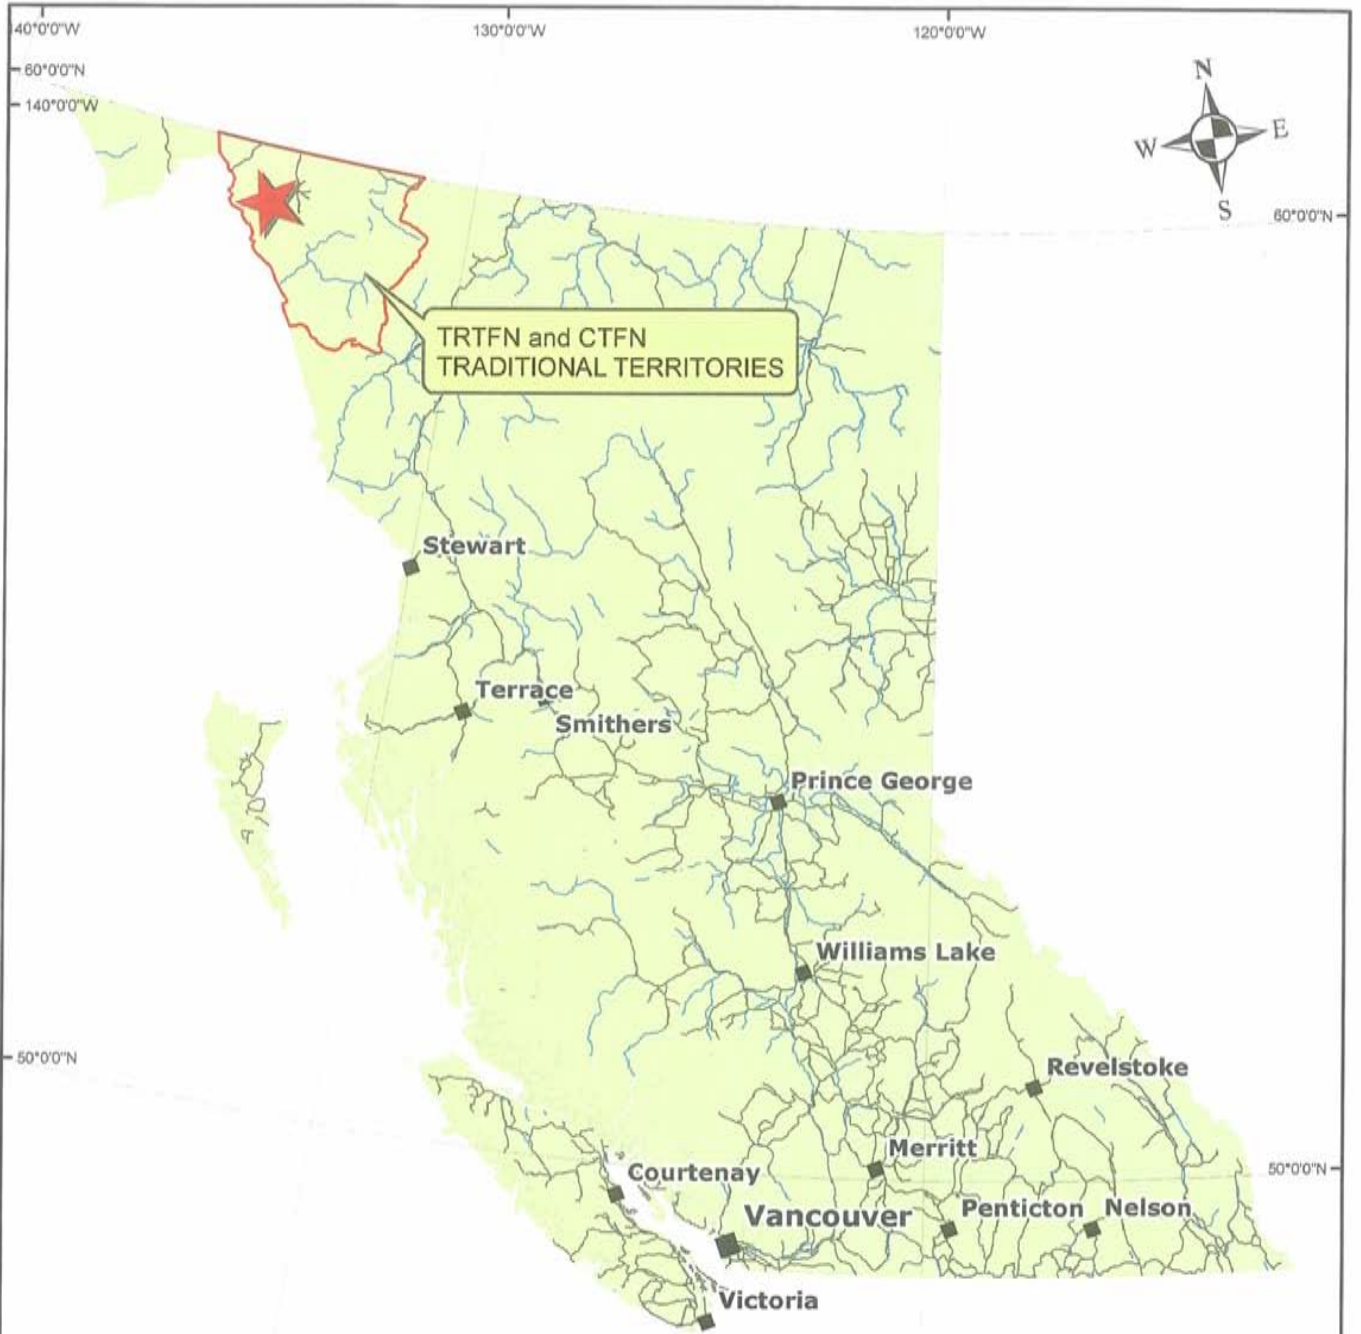 40°0'0"W
130°0'0"W
120°0'0"W
60°0'0"N
140°0'0"W
N
W
E
S
60°0'0"N
TRTFN and CTFN
TRADITIONAL TERRITORIES
Stewart
Terrace
Smithers
Prince George
Williams Lake
50°0'0"N
Revelstoke
Merritt
50°0'0"N
Courtenay
Vancouver
Penticton
Nelson
Victoria